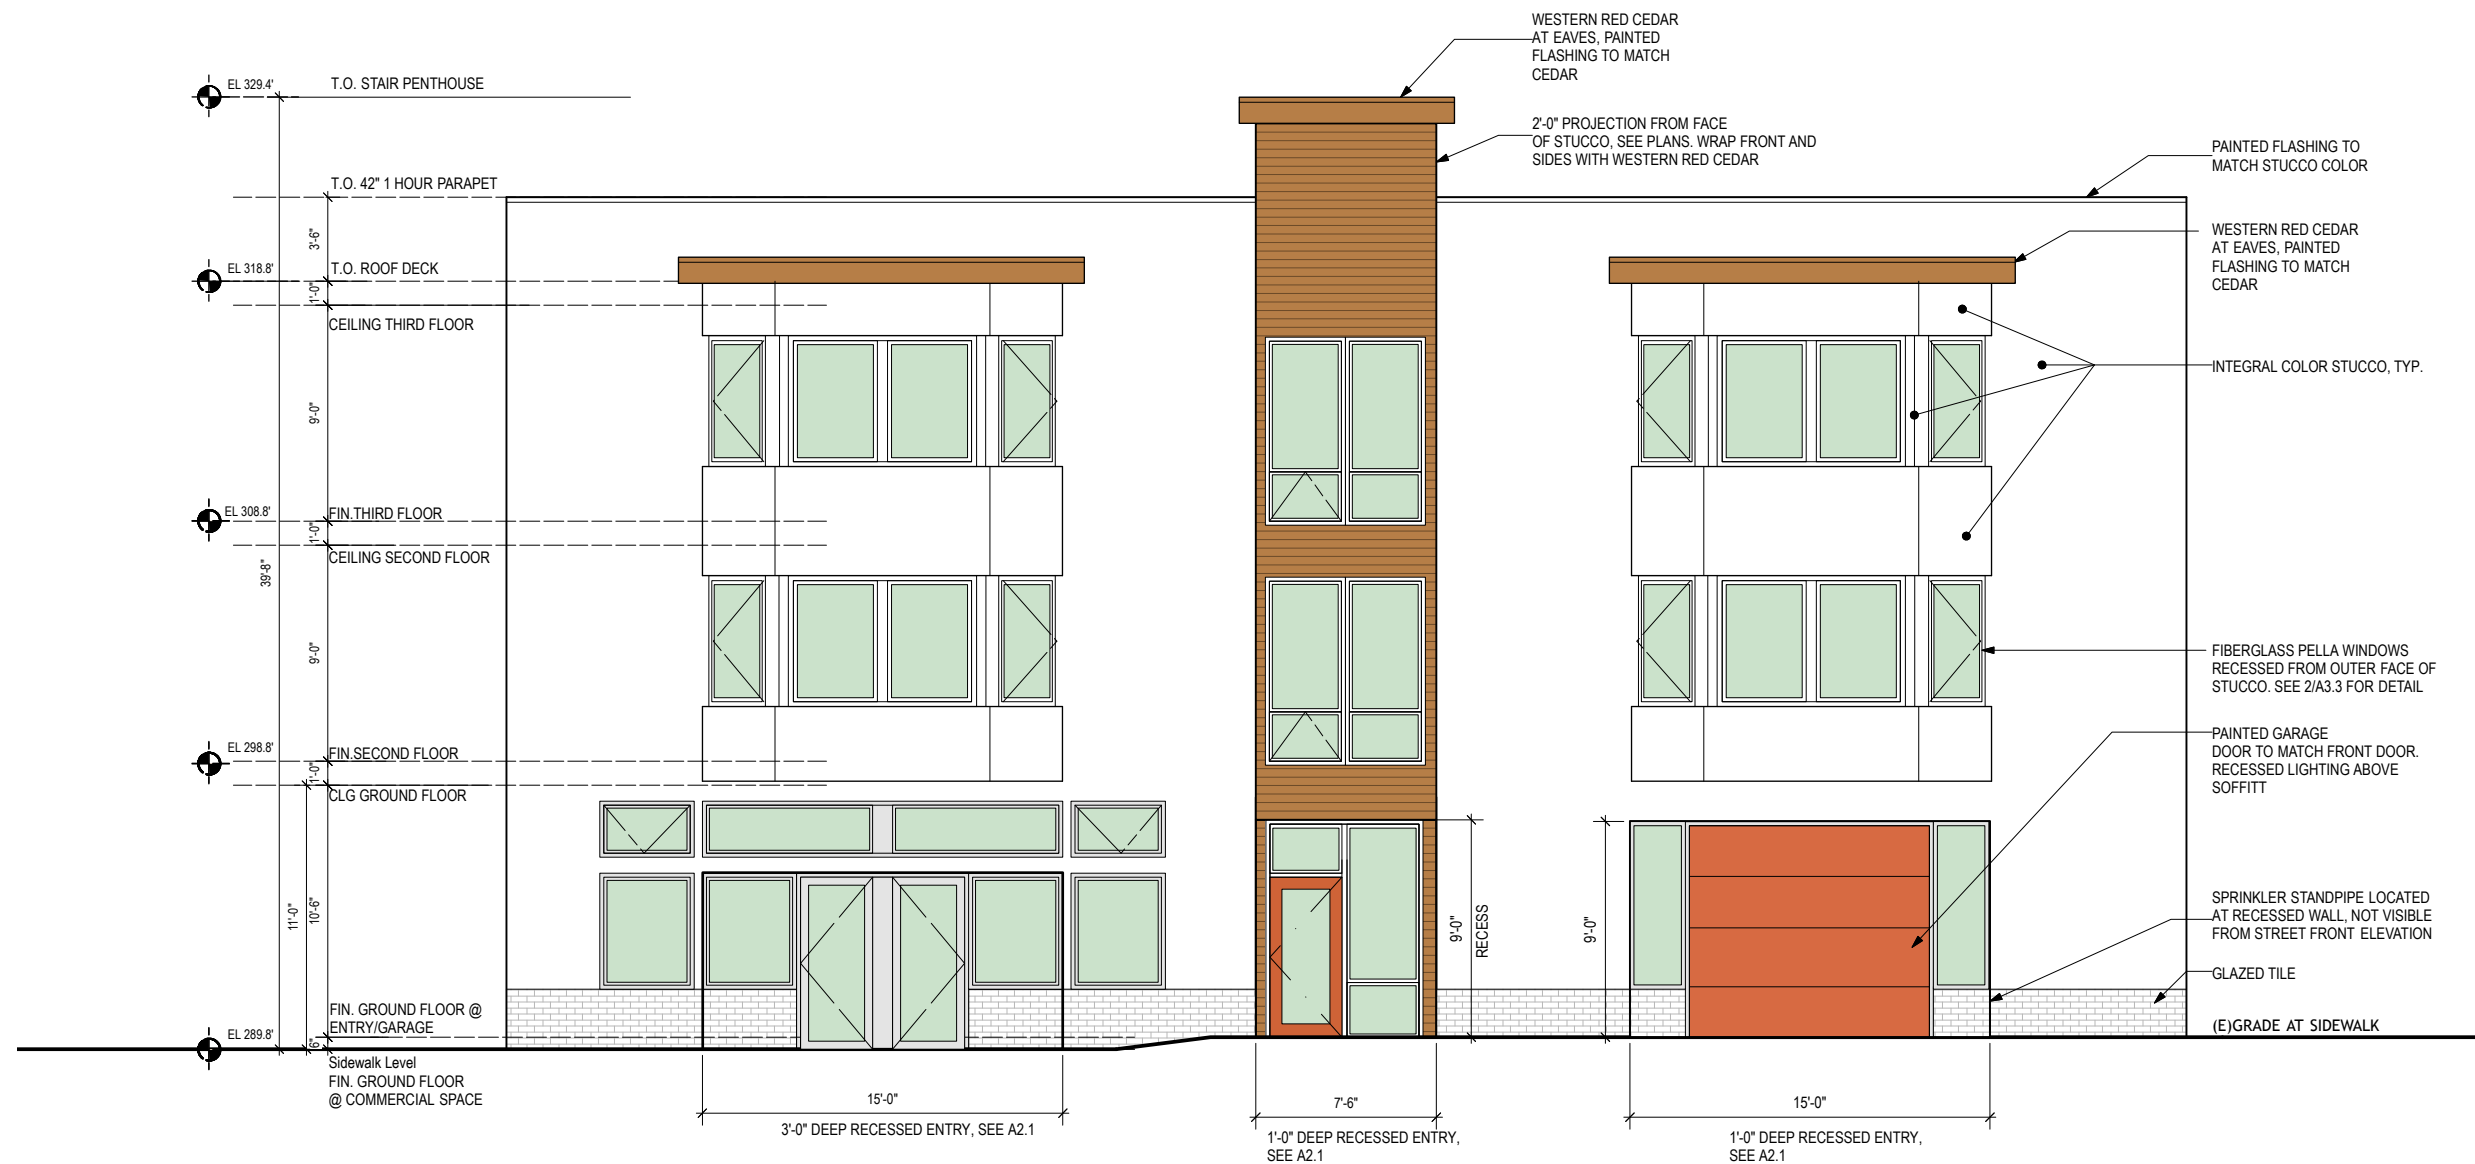 WESTERN RED CEDAR
AT EAVES, PAINTED
FLASHING TO MATCH
CEDAR
EL 329.4'
T.O. STAIR PENTHOUSE
2'-0" PROJECTION FROM FACE
OF STUCCO, SEE PLANS. WRAP FRONT AND
SIDES WITH WESTERN RED CEDAR
PAINTED FLASHING TO
MATCH STUCCO COLOR
T.O. 42" 1 HOUR PARAPET
3'-6"
WESTERN RED CEDAR
AT EAVES, PAINTED
FLASHING TO MATCH
CEDAR
EL 318.8'
T.O. ROOF DECK
1'-0"
CEILING THIRD FLOOR
INTEGRAL COLOR STUCCO, TYP.
9'-0"
EL 308.8'
FIN.THIRD FLOOR
1'-0"
CEILING SECOND FLOOR
39'-8"
9'-0"
FIBERGLASS PELLA WINDOWS
RECESSED FROM OUTER FACE OF
STUCCO. SEE 2/A3.3 FOR DETAIL
EL 298.8'
FIN.SECOND FLOOR
1'-0"
CLG GROUND FLOOR
PAINTED GARAGE
DOOR TO MATCH FRONT DOOR.
RECESSED LIGHTING ABOVE
SOFFITT
11'-0"
10'-6"
9'-0"
RECESS
9'-0"
SPRINKLER STANDPIPE LOCATED
AT RECESSED WALL, NOT VISIBLE
FROM STREET FRONT ELEVATION
GLAZED TILE
FIN. GROUND FLOOR @
ENTRY/GARAGE
(E)GRADE AT SIDEWALK
EL 289.8'
6"
Sidewalk Level
FIN. GROUND FLOOR
@ COMMERCIAL SPACE
15'-0"
3'-0" DEEP RECESSED ENTRY, SEE A2.1
7'-6"
1'-0" DEEP RECESSED ENTRY,
SEE A2.1
15'-0"
1'-0" DEEP RECESSED ENTRY,
SEE A2.1